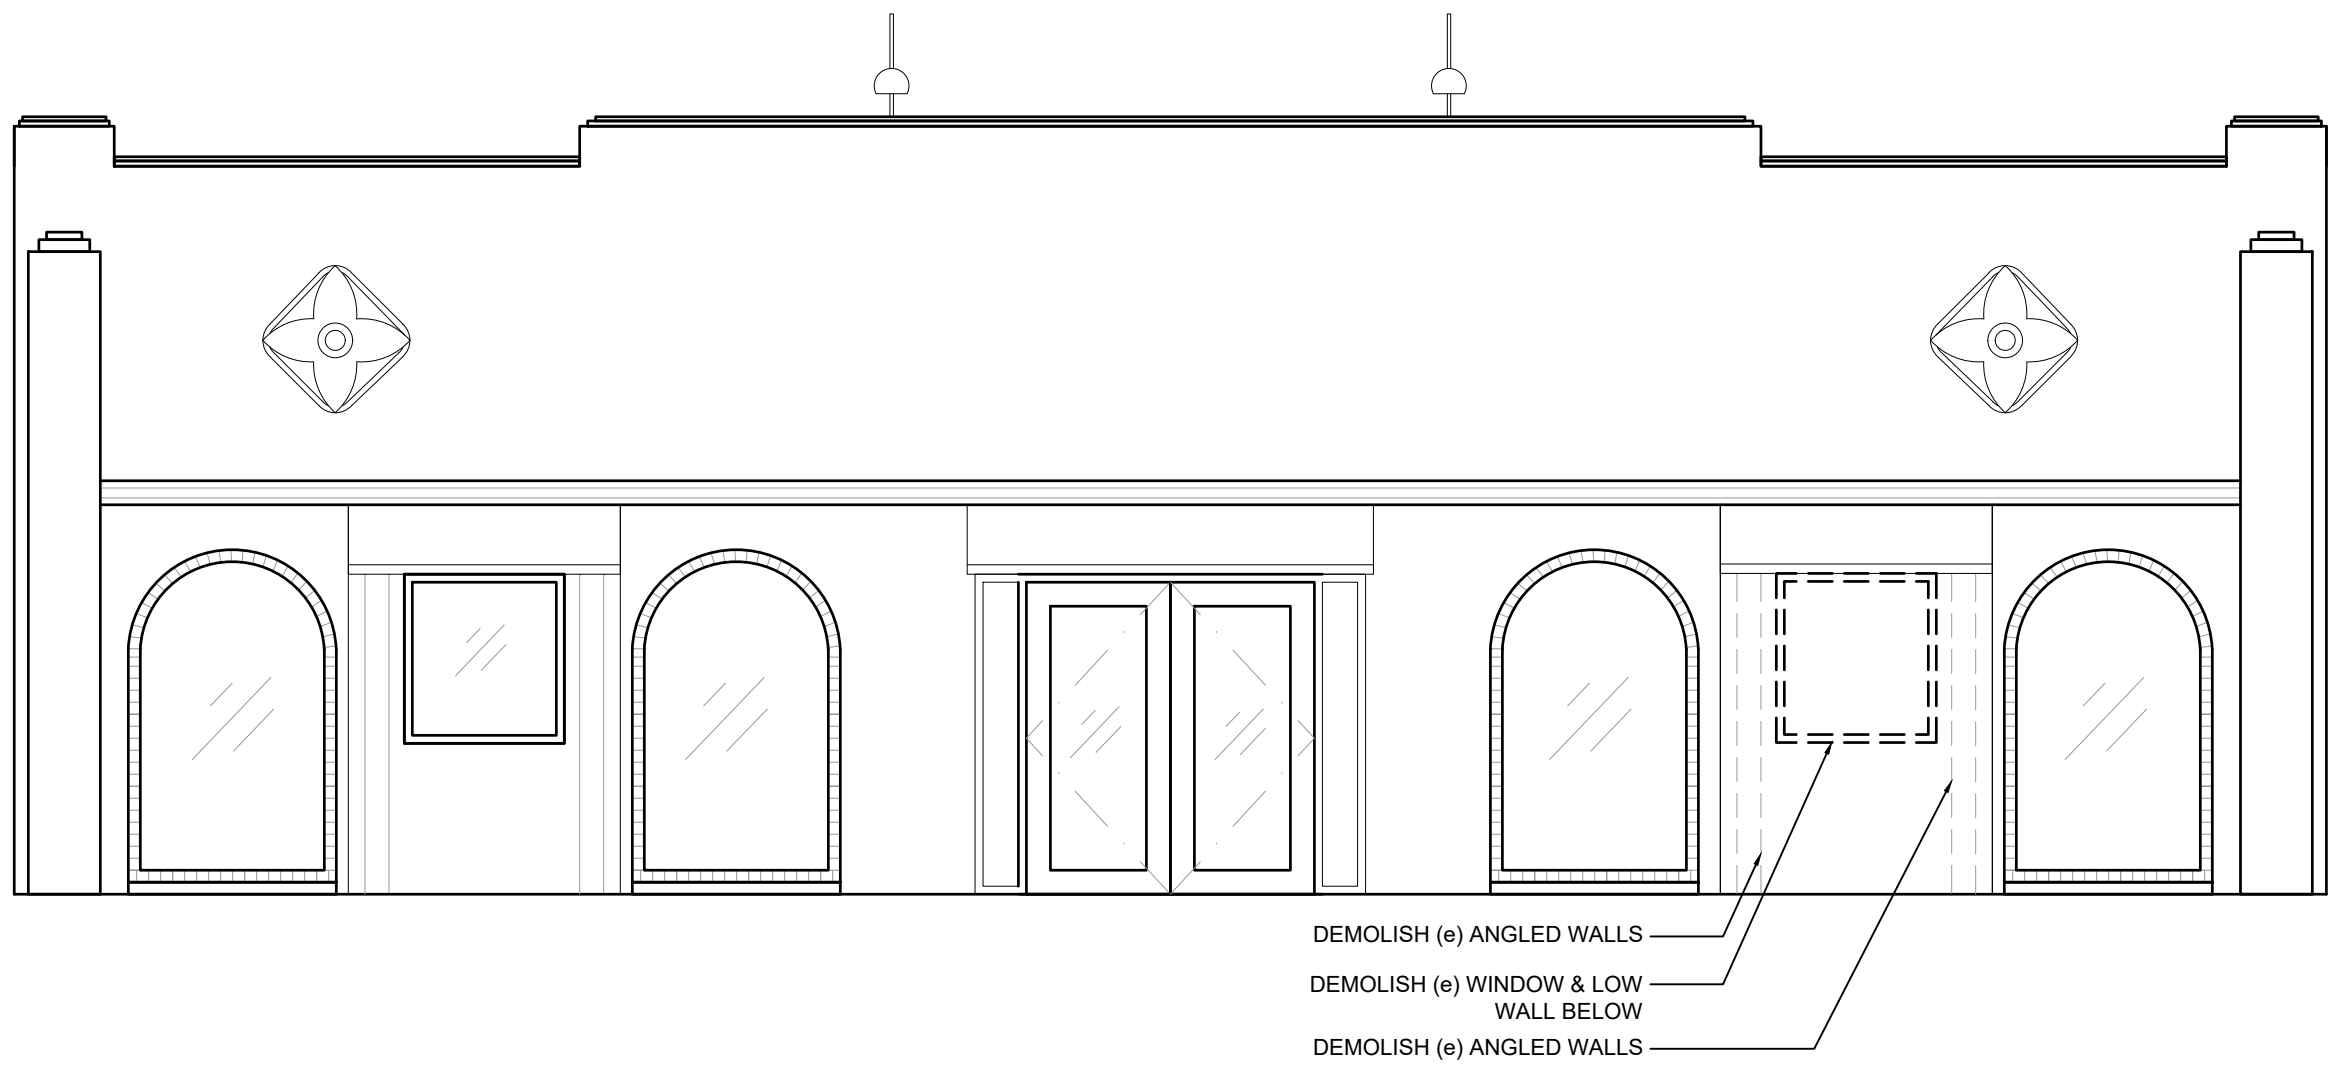 DEMOLISH (e) ANGLED WALLS
DEMOLISH (e) WINDOW & LOW
WALL BELOW
DEMOLISH (e) ANGLED WALLS